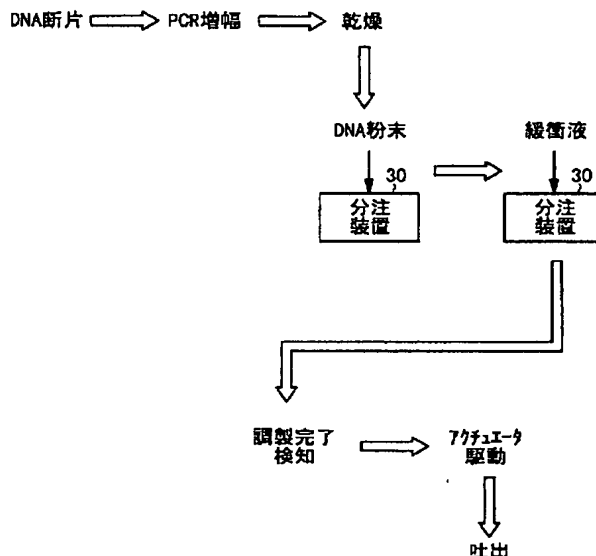 DNA断片
PCR増幅
乾燥
DNA粉末
緩衝液
30
30
分注
装置
分注
装置
調製完了
検知
アクチュエータ
駆動
吐出